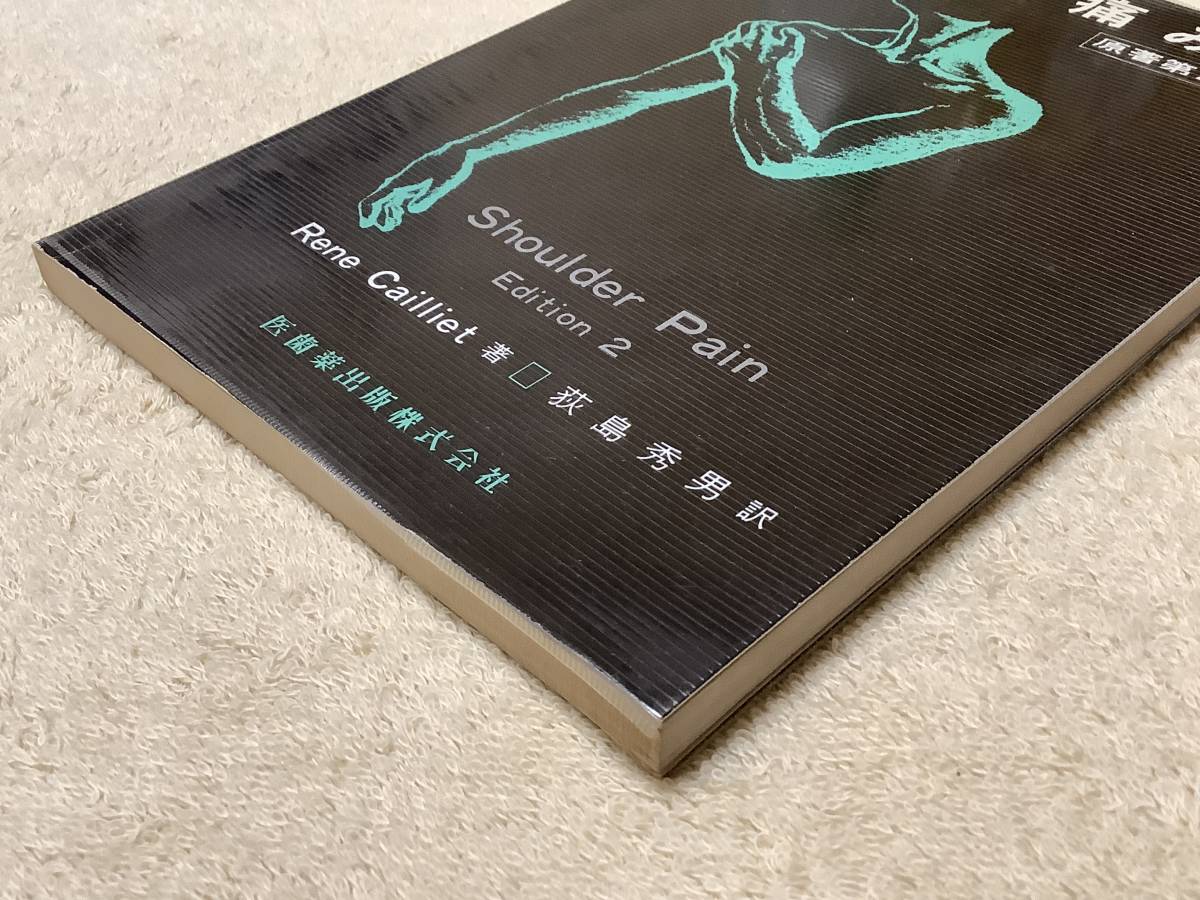 痛み
原著第
Shoulder Pain
Edition 2
Rene Cailliet 著 □ 荻島秀男 訳
医歯薬出版株式会社